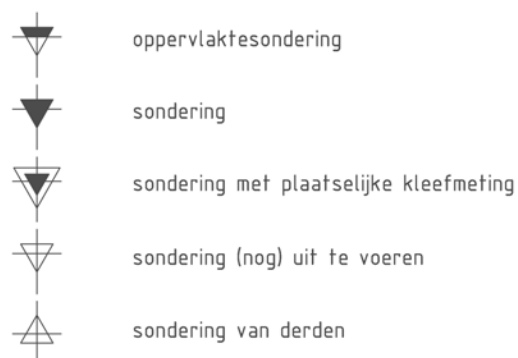 oppervlaktesondering
sondering
sondering met plaatselijke kleefmeting
sondering (nog) uit te voeren
sondering van derden